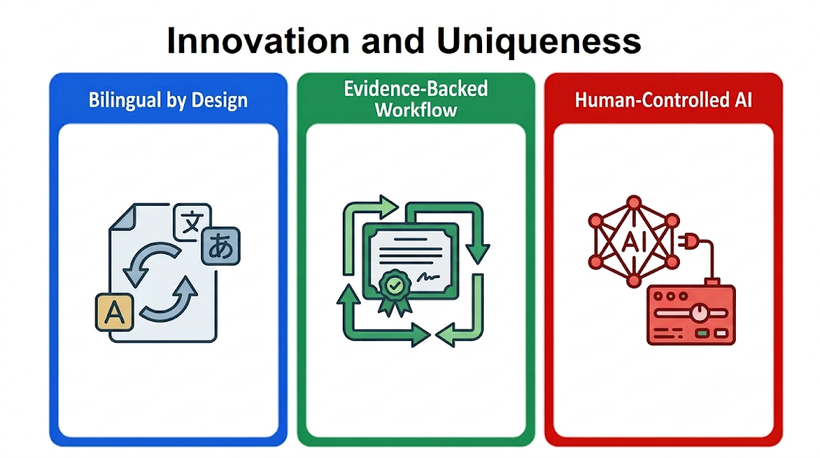 Innovation and Uniqueness
Bilingual by Design
Evidence-Backed
Workflow
Human-Controlled AI
文
あ
A
AI